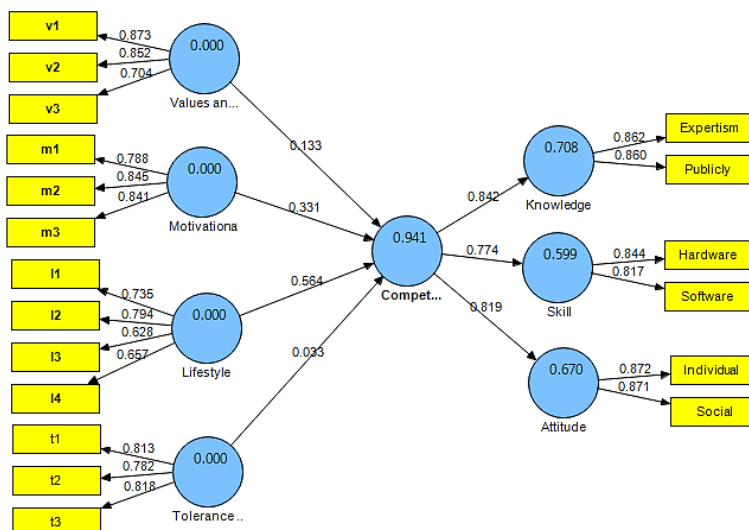 v1
0.873
0.000
v2
0.852
v3
0.704
Values an...
0.133
m1
0.788
0.000
m2
0.845
m3
0.841
Motivationa
0.331
l1
0.735
0.000
l2
0.794
l3
0.628
l4
0.657
Lifestyle
0.564
t1
0.813
0.000
t2
0.782
t3
0.818
Tolerance ..
0.033
0.941
Compet...
0.842
0.708
Knowledge
0.862
Expertism
0.860
Publicly
0.774
0.599
Skill
0.844
Hardware
0.817
Software
0.819
0.670
Attitude
0.872
Individual
0.871
Social